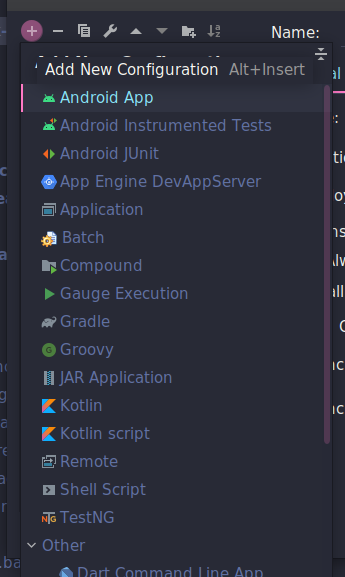 Name:
Add New Configuration Alt+Insert
Android App
Android Instrumented Tests
Android JUnit
App Engine DevAppServer
Application
Batch
Compound
Gauge Execution
Gradle
Groovy
JAR Application
Kotlin
Kotlin script
Remote
Shell Script
TestNG
Other
Dart Command Line App